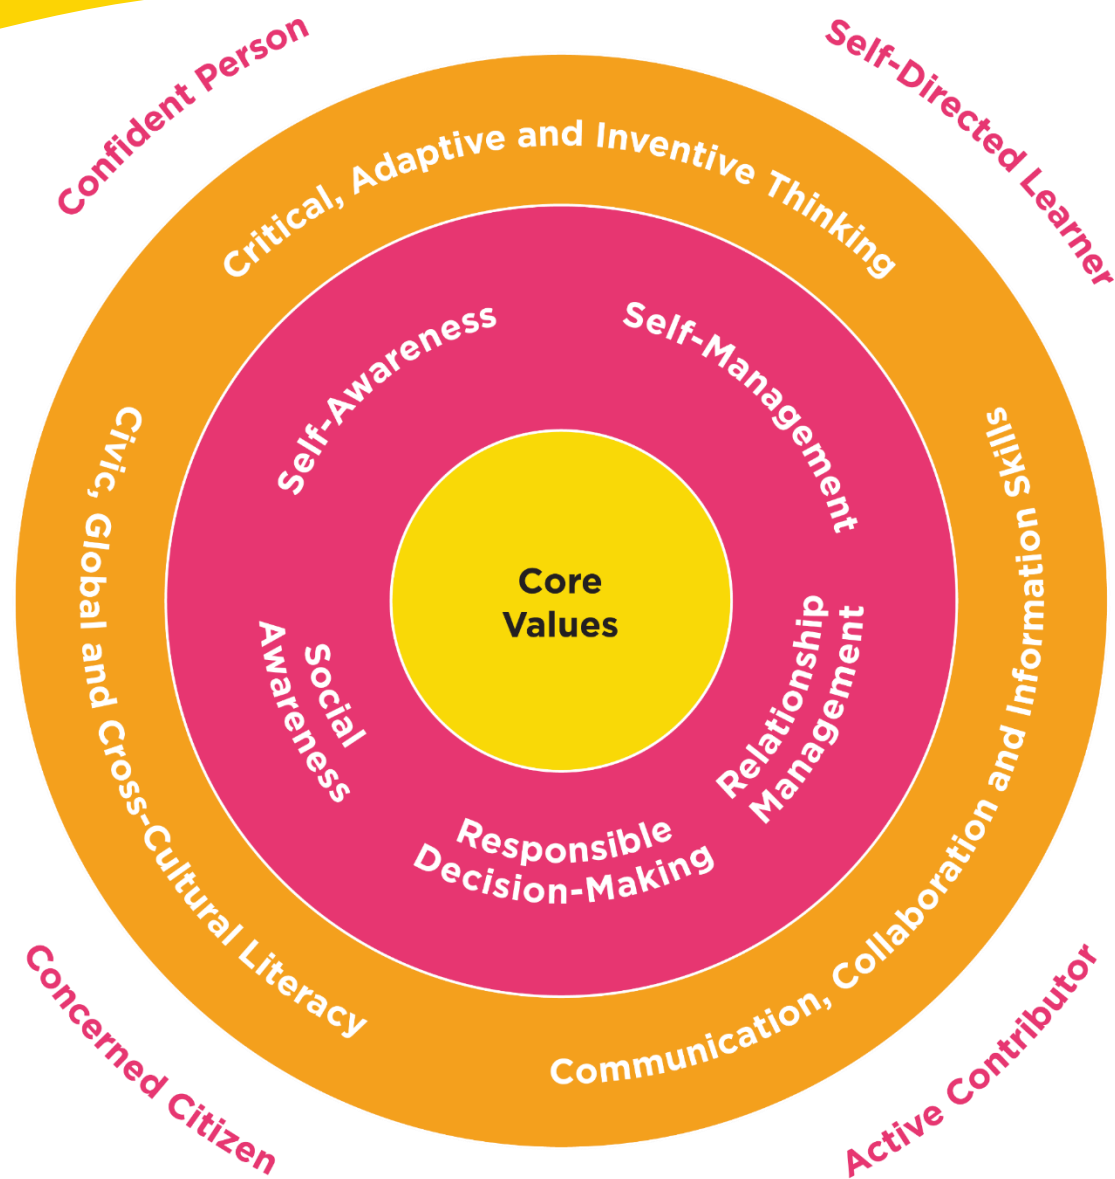 Confident Person
Self-Directed Learner
Critical, Adaptive and Inventive Thinking
Self-Awareness
Self-Management
Civic, Global and Cross-Cultural Literacy
Communication, Collaboration and Information Skills
Core
Values
Social
Awareness
Relationship
Management
Responsible
Decision-Making
Concerned Citizen
Active Contributor